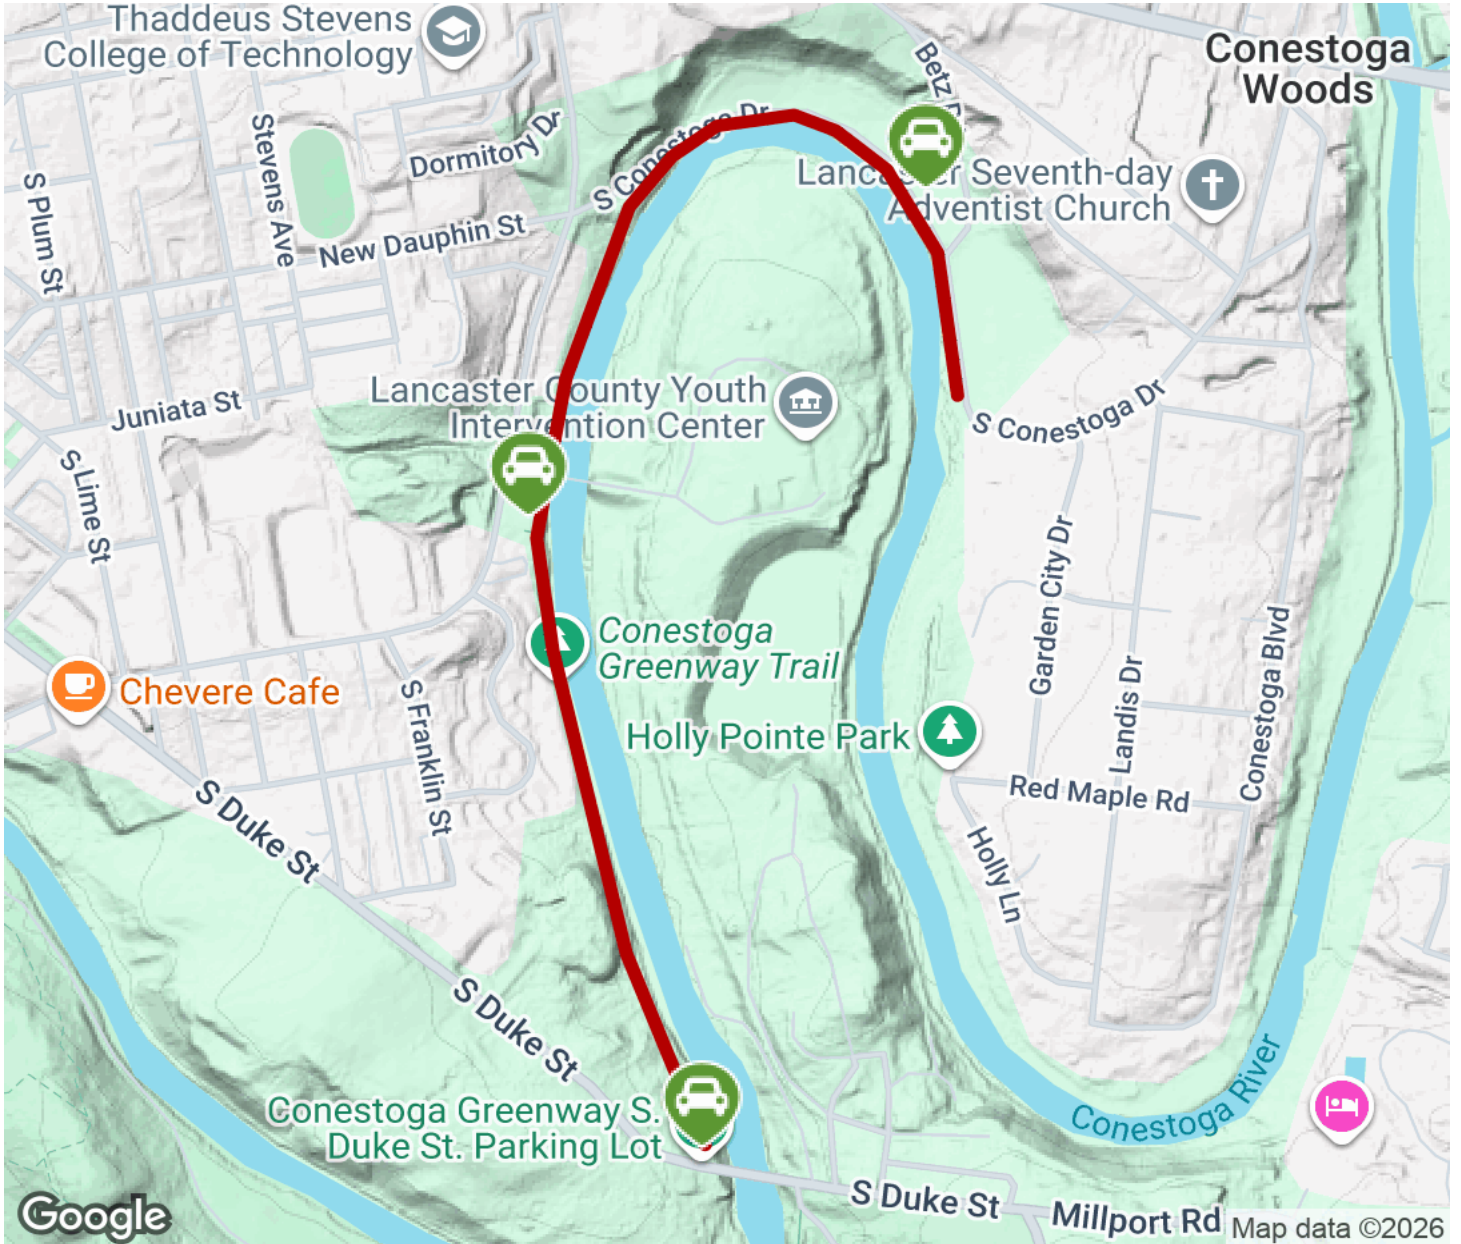 Thaddeus Stevens
College of Technology
Conestoga
Woods
Betz
Stevens Ave
Dormitory Dr
S Conestoga Dr
Lancaster Seventh-day
Adventist Church
S Plum St
New Dauphin St
Lancaster County Youth
Intervention Center
Juniata St
S Conestoga Dr
S Lime St
Garden City Dr
Conestoga
Greenway Trail
Conestoga Blvd
Landis Dr
Chevere Cafe
S Franklin St
Holly Pointe Park
Red Maple Rd
S Duke St
Holly Ln
S Duke St
Conestoga River
Conestoga Greenway S.
Duke St. Parking Lot
S Duke St
Millport Rd
Google
Map data ©2026